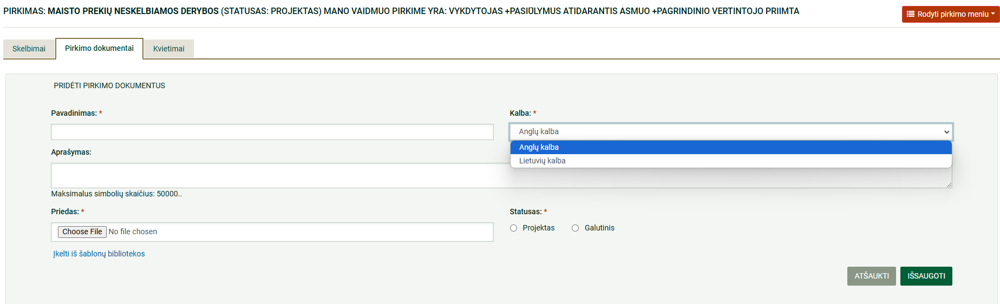 PIRKIMAS: MAISTO PREKIŲ NESKELBIAMOS DERYBOS (STATUSAS: PROJEKTAS) MANO VAIDMUO PIRKIME YRA: VYKDYTOJAS +PASIŪLYMUS ATIDARANTIS ASMUO +PAGRINDINIO VERTINTOJO PRIIMTA
Rodyti pirkimo meniu
Skelbimai
Pirkimo dokumentai
Kvietimai
PRIDĖTI PIRKIMO DOKUMENTUS
Pavadinimas: *
Kalba: *
Anglų kalba
Anglų kalba
Lietuvių kalba
Aprašymas:
Maksimalus simbolių skaičius: 50000..
Priedas: *
Statusas: *
Choose File No file chosen
Projektas
Galutinis
Įkelti iš šablonų bibliotekos
ATŠAUKTI
IŠSAUGOTI